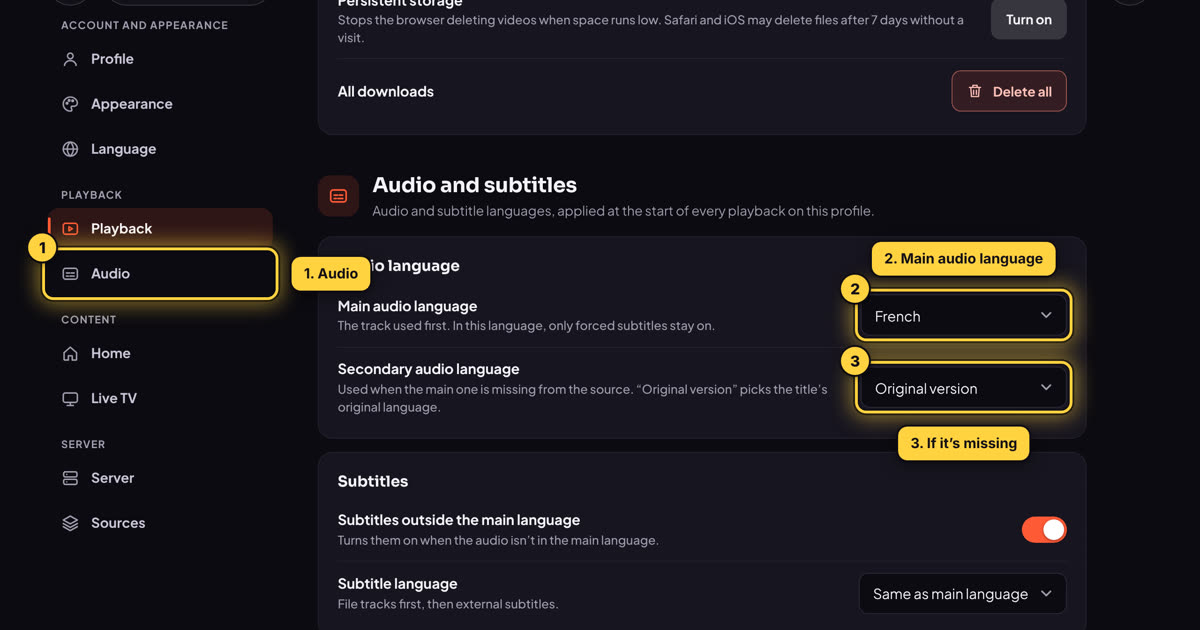 ACCOUNT AND APPEARANCE
Profile
Appearance
Language
PLAYBACK
Playback
1
Audio
1. Audio
CONTENT
Home
Live TV
SERVER
Server
Sources
Persistent storage
Stops the browser deleting videos when space runs low. Safari and iOS may delete files after 7 days without a
visit.
Turn on
All downloads
Delete all
Audio and subtitles
Audio and subtitle languages, applied at the start of every playback on this profile.
io language
2. Main audio language
Main audio language
The track used first. In this language, only forced subtitles stay on.
2
French
Secondary audio language
Used when the main one is missing from the source. “Original version” picks the title’s
original language.
3
Original version
3. If it’s missing
Subtitles
Subtitles outside the main language
Turns them on when the audio isn’t in the main language.
Subtitle language
File tracks first, then external subtitles.
Same as main language